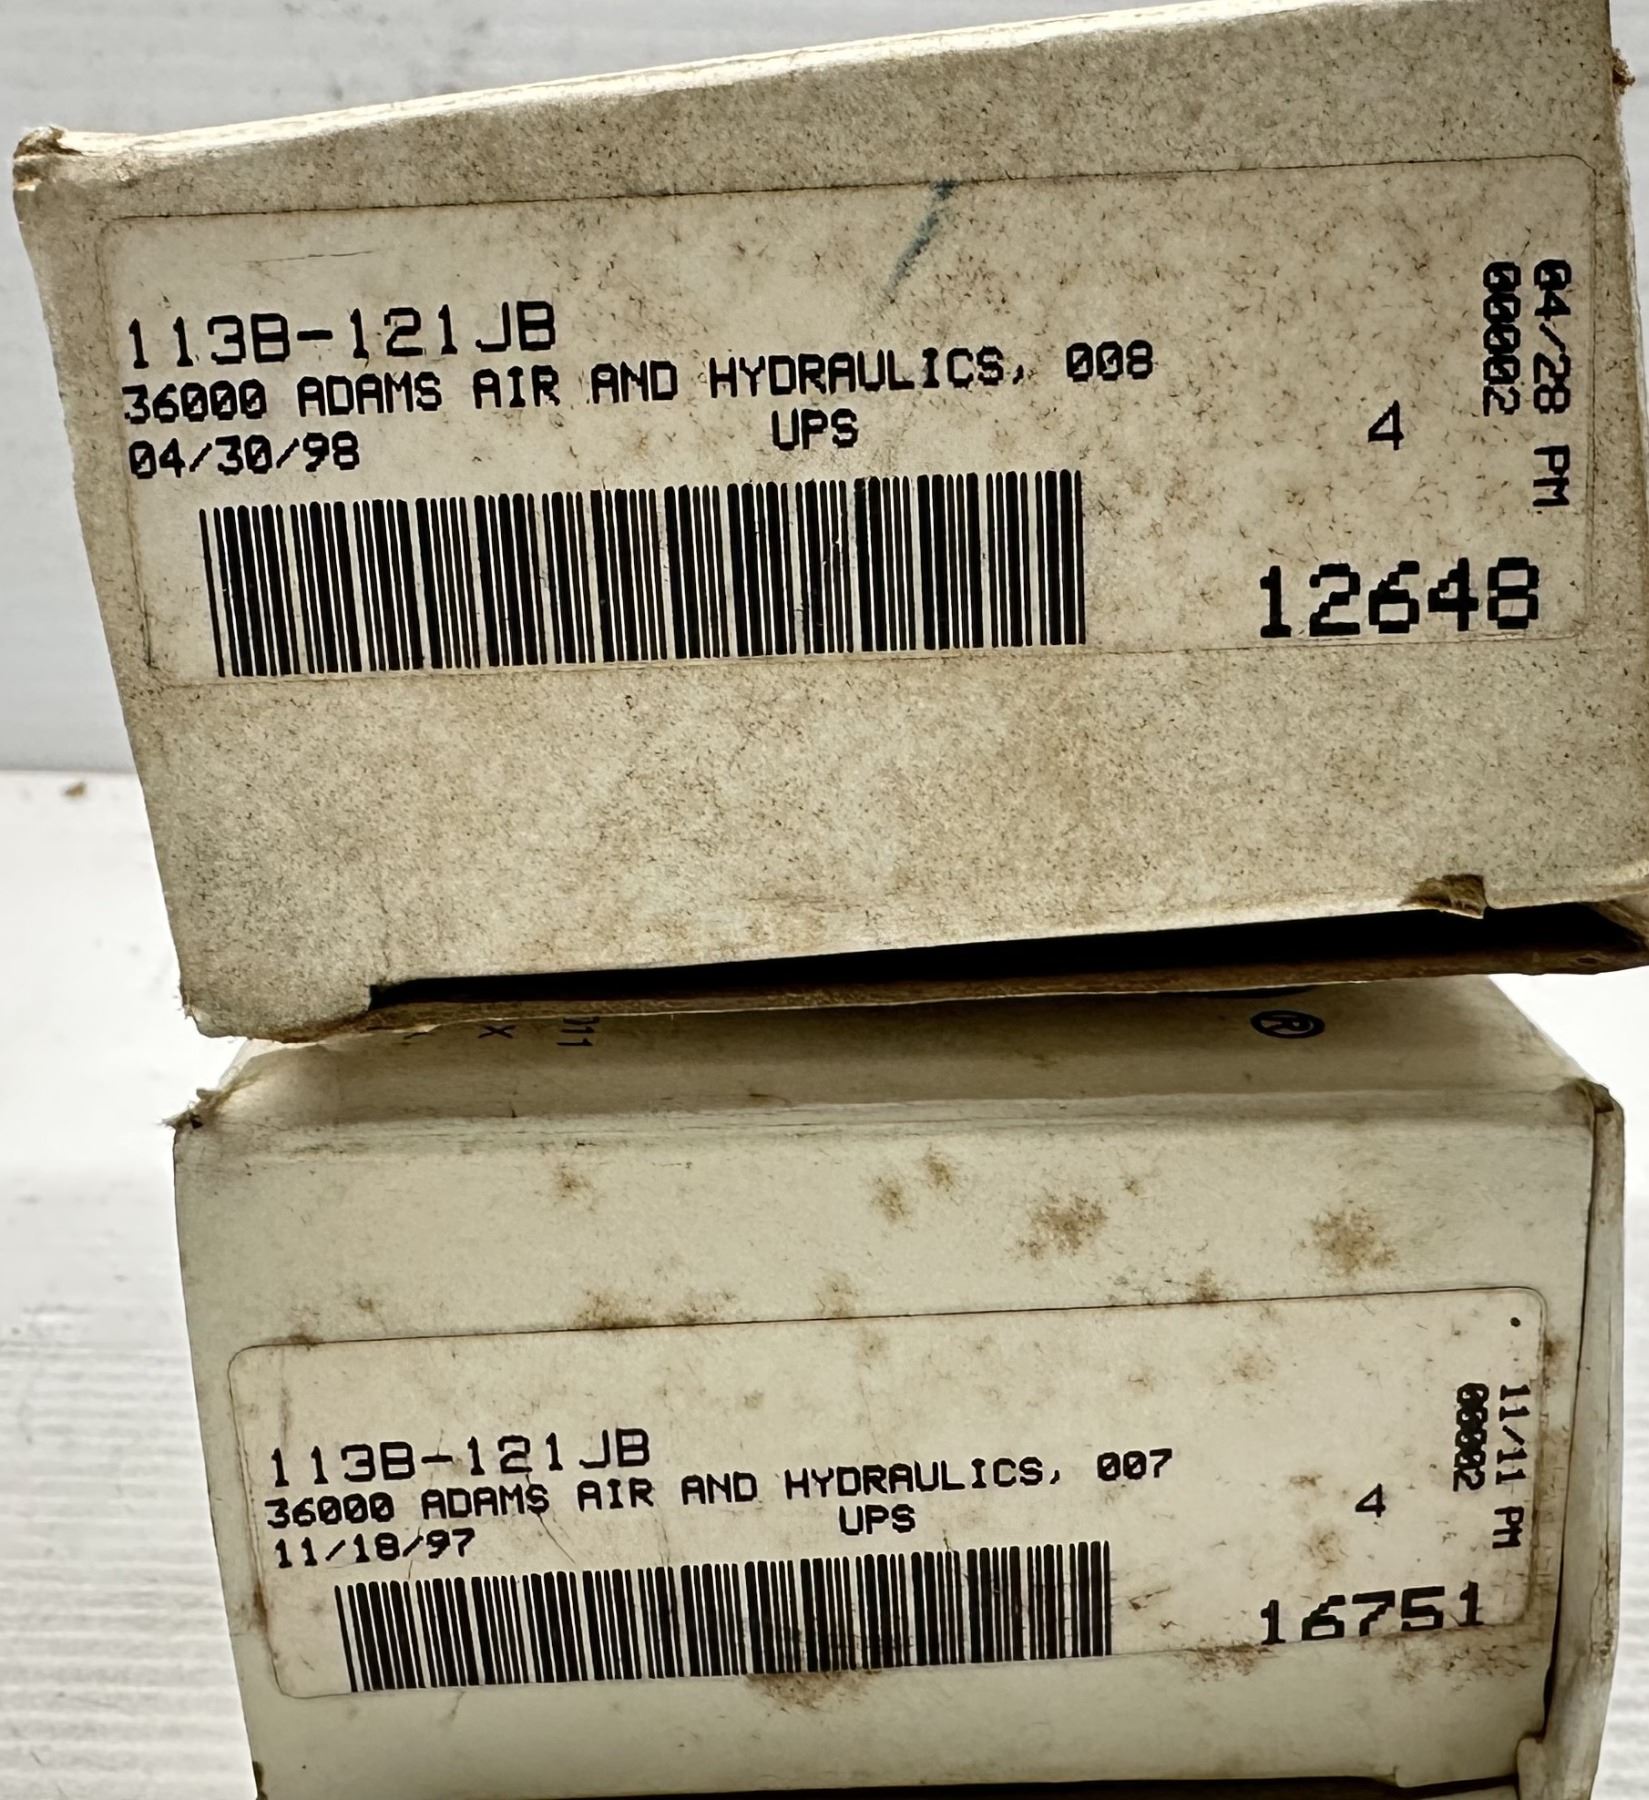 113B-121JB
36000 ADAMS AIR AND HYDRAULICS, 008
04/30/98 UPS
4
12648
04/28 PM
00002
011
X
®
113B-121JB
36000 ADAMS AIR AND HYDRAULICS, 007
11/18/97 UPS
4
16751
11/11 PM
00002